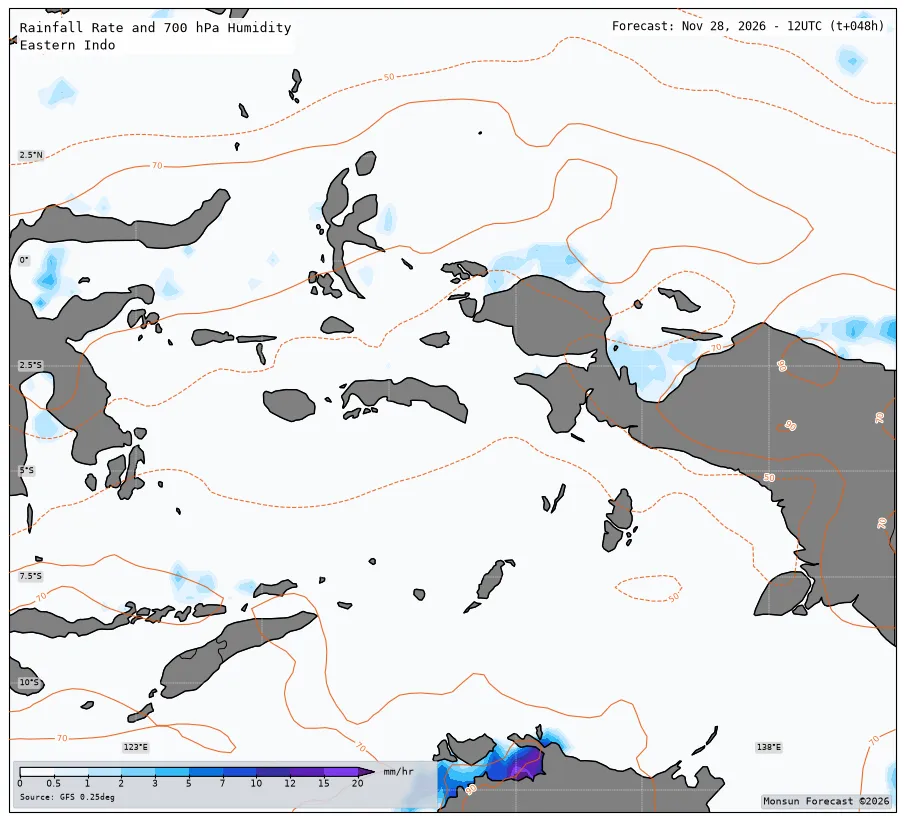 Rainfall Rate and 700 hPa Humidity
Eastern Indo
Forecast: Nov 28, 2026 - 12UTC (t+048h)
50
2.5°N
70
0°
70
2.5°S
90
70
90
5°S
50
70
7.5°S
70
50
10°S
70
123°E
70
138°E
70
90
0 0.5 1 2 3 5 7 10 12 15 20 mm/hr
Source: GFS 0.25deg
Monsun Forecast ©2026